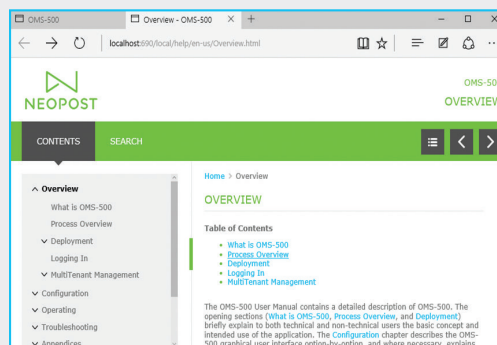 OMS-500
Overview - OMS-500
localhost:690/local/help/en-us/Overview.html
NEOPOST
OMS-50
OVERVIEW
CONTENTS
SEARCH
Overview
What is OMS-500
Process Overview
Deployment
Logging In
MultiTenant Management
Configuration
Operating
Troubleshooting
Appendices
Home > Overview
OVERVIEW
Table of Contents
What is OMS-500
Process Overview
Deployment
Logging In
MultiTenant Management
The OMS-500 User Manual contains a detailed description of OMS-500. The
opening sections (What is OMS-500, Process Overview, and Deployment)
briefly explain to both technical and non-technical users the basic concept and
intended use of the application. The Configuration chapter describes the OMS-
500 graphical user interface option-by-option, and where necessary, explains